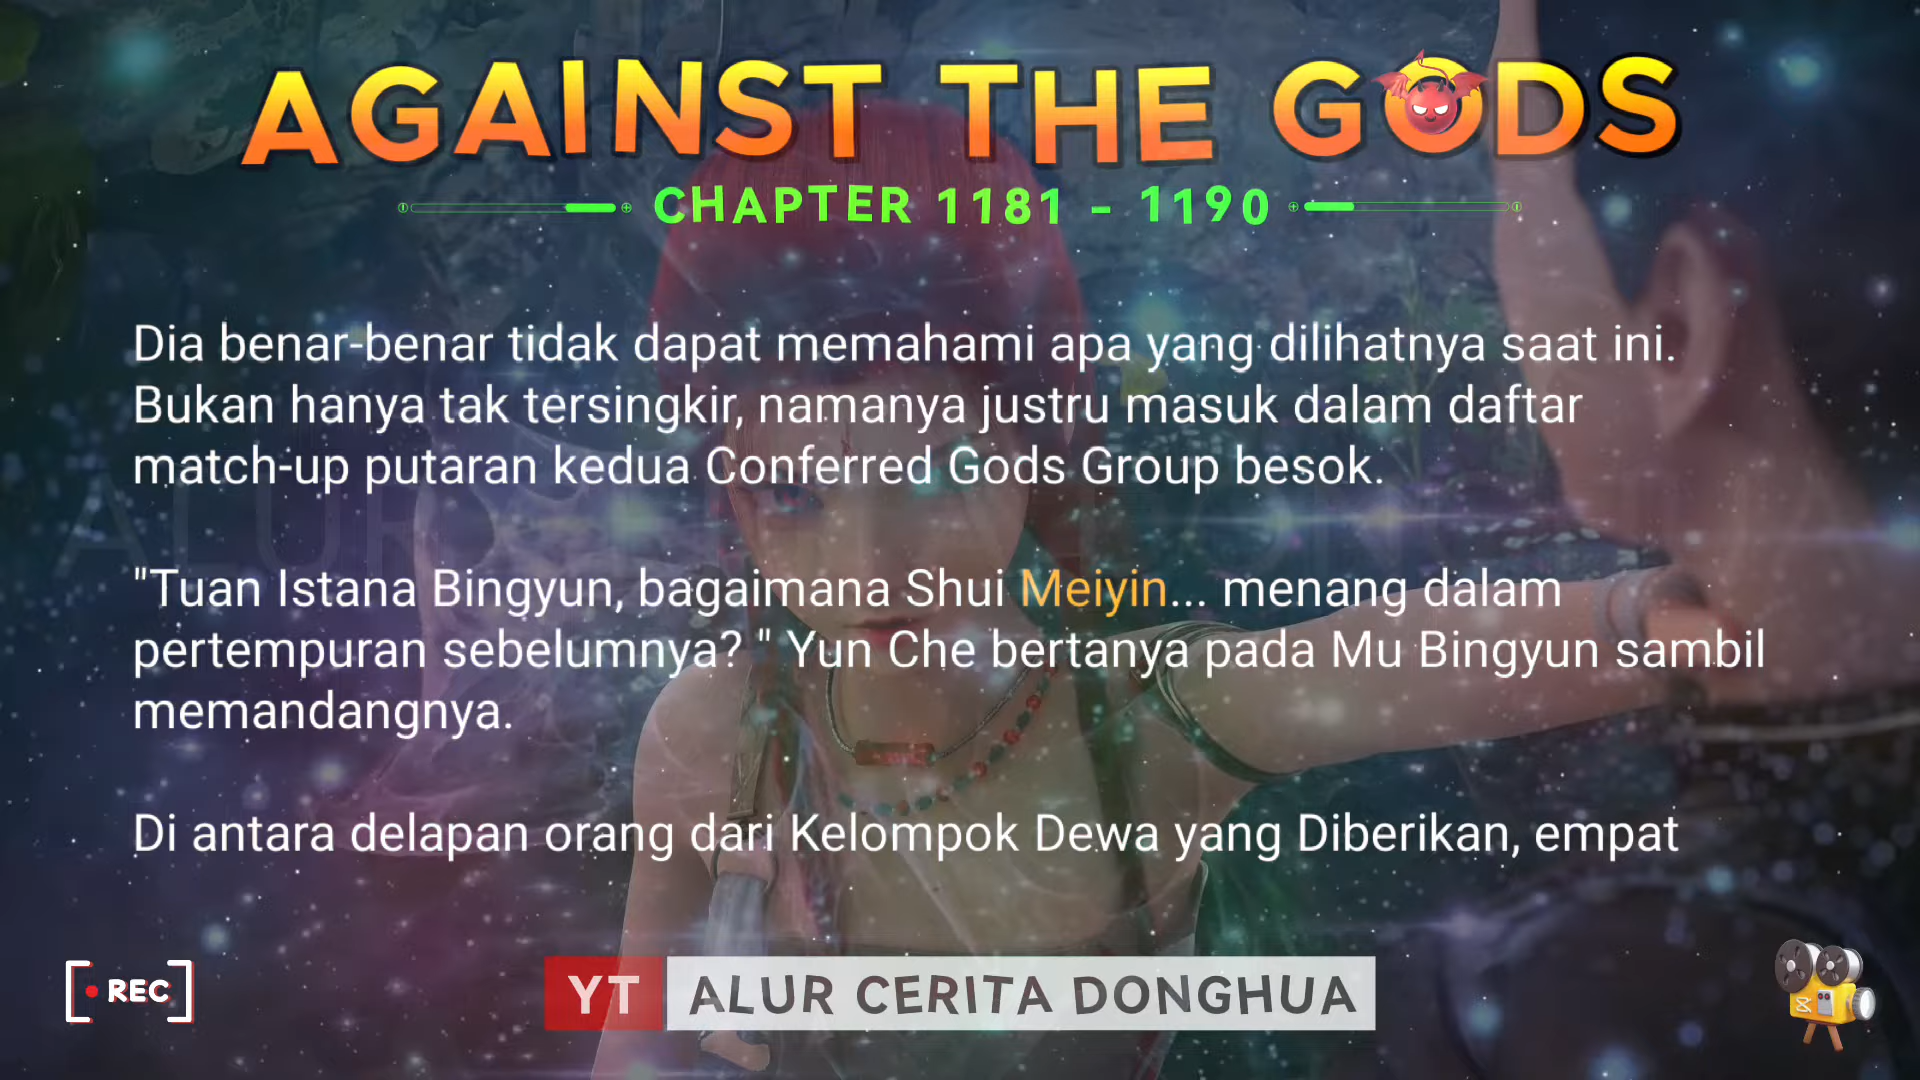 AGAINST THE GODS
CHAPTER 1181 - 1190
Dia benar-benar tidak dapat memahami apa yang dilihatnya saat ini.
Bukan hanya tak tersingkir, namanya justru masuk dalam daftar
match-up putaran kedua Conferred Gods Group besok.
"Tuan Istana Bingyun, bagaimana Shui Meiyin... menang dalam
pertempuran sebelumnya? " Yun Che bertanya pada Mu Bingyun sambil
memandangnya.
Di antara delapan orang dari Kelompok Dewa yang Diberikan, empat
REC
YT ALUR CERITA DONGHUA